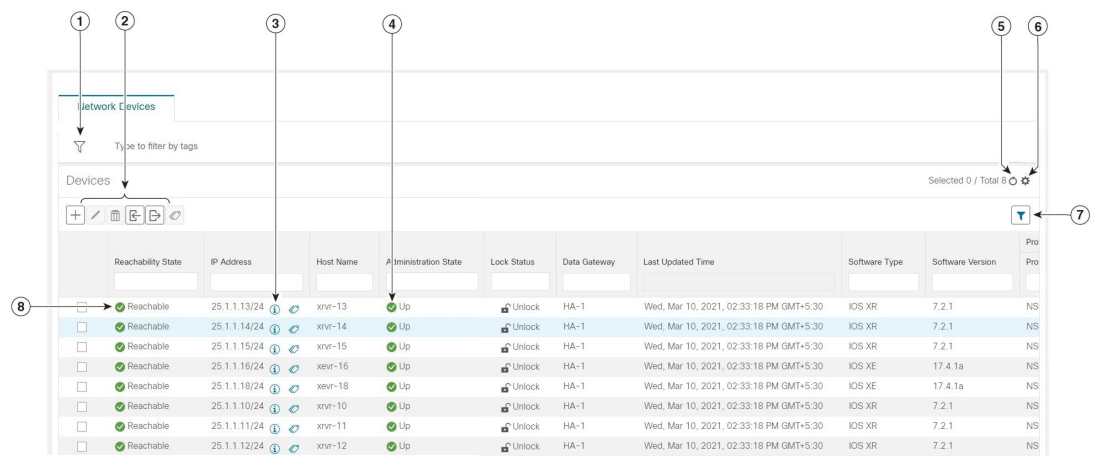 1 2 3 4 5 6
Network Devices
Type to filter by tags
Devices
Selected 0 / Total 8
7
Pro
Reachability State IP Address Host Name Administration State Lock Status Data Gateway Last Updated Time Software Type Software Version Pro
8
Reachable 25.1.1.13/24 xrvr-13 Up Unlock HA-1 Wed, Mar 10, 2021, 02:33:18 PM GMT+5:30 IOS XR 7.2.1 NS
Reachable 25.1.1.14/24 xrvr-14 Up Unlock HA-1 Wed, Mar 10, 2021, 02:33:18 PM GMT+5:30 IOS XR 7.2.1 NS
Reachable 25.1.1.15/24 xrvr-15 Up Unlock HA-1 Wed, Mar 10, 2021, 02:33:18 PM GMT+5:30 IOS XR 7.2.1 NS
Reachable 25.1.1.16/24 xevr-16 Up Unlock HA-1 Wed, Mar 10, 2021, 02:33:18 PM GMT+5:30 IOS XE 17.4.1a NS
Reachable 25.1.1.18/24 xevr-18 Up Unlock HA-1 Wed, Mar 10, 2021, 02:33:18 PM GMT+5:30 IOS XE 17.4.1a NS
Reachable 25.1.1.10/24 xrvr-10 Up Unlock HA-1 Wed, Mar 10, 2021, 02:33:18 PM GMT+5:30 IOS XR 7.2.1 NS
Reachable 25.1.1.11/24 xrvr-11 Up Unlock HA-1 Wed, Mar 10, 2021, 02:33:18 PM GMT+5:30 IOS XR 7.2.1 NS
Reachable 25.1.1.12/24 xrvr-12 Up Unlock HA-1 Wed, Mar 10, 2021, 02:33:18 PM GMT+5:30 IOS XR 7.2.1 NS